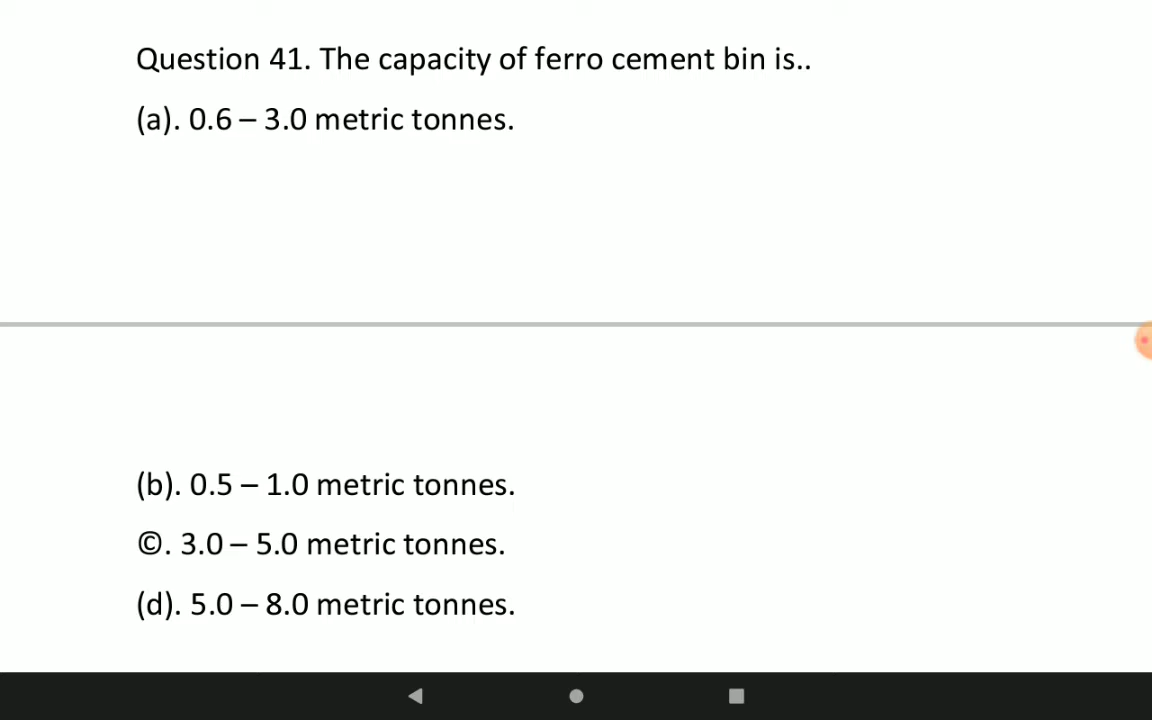 Question 41. The capacity of ferro cement bin is..
(a). 0.6 – 3.0 metric tonnes.
(b). 0.5 – 1.0 metric tonnes.
©. 3.0 – 5.0 metric tonnes.
(d). 5.0 – 8.0 metric tonnes.